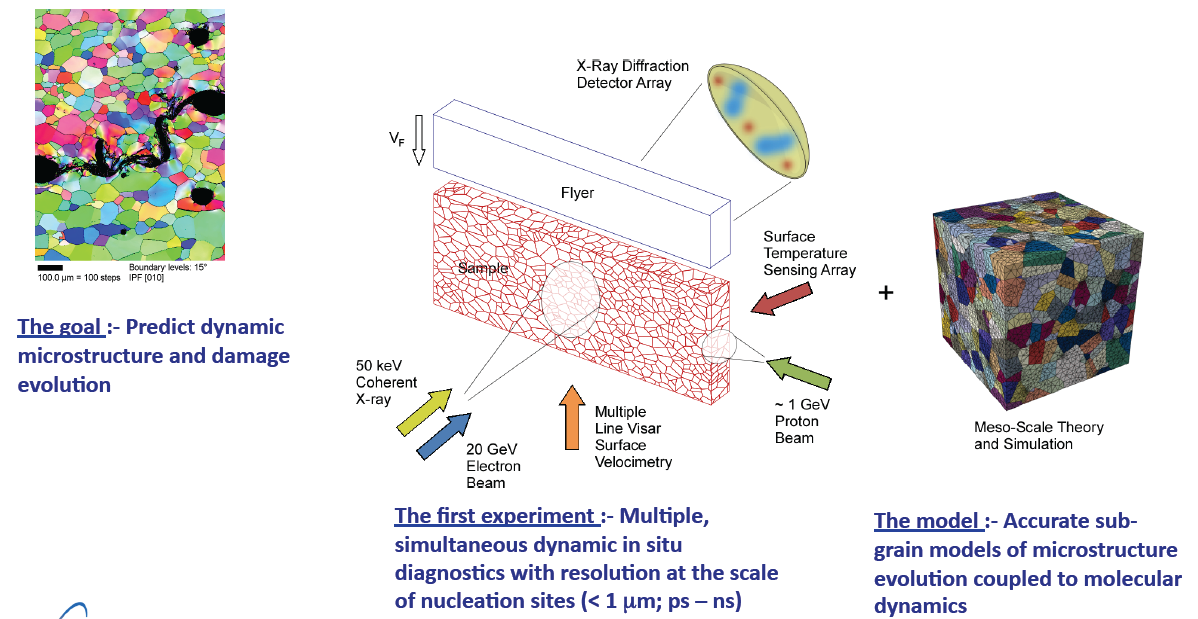 100.0 µm = 100 steps
Boundary levels: 15°
IPF [010]
The goal :- Predict dynamic
microstructure and damage
evolution
X-Ray Diffraction
Detector Array
V_F
Flyer
Sample
Surface
Temperature
Sensing Array
50 keV
Coherent
X-ray
20 GeV
Electron
Beam
Multiple
Line Visar
Surface
Velocimetry
~ 1 GeV
Proton
Beam
+
Meso-Scale Theory
and Simulation
The first experiment :- Multiple,
simultaneous dynamic in situ
diagnostics with resolution at the scale
of nucleation sites (< 1 µm; ps – ns)
The model :- Accurate sub-
grain models of microstructure
evolution coupled to molecular
dynamics